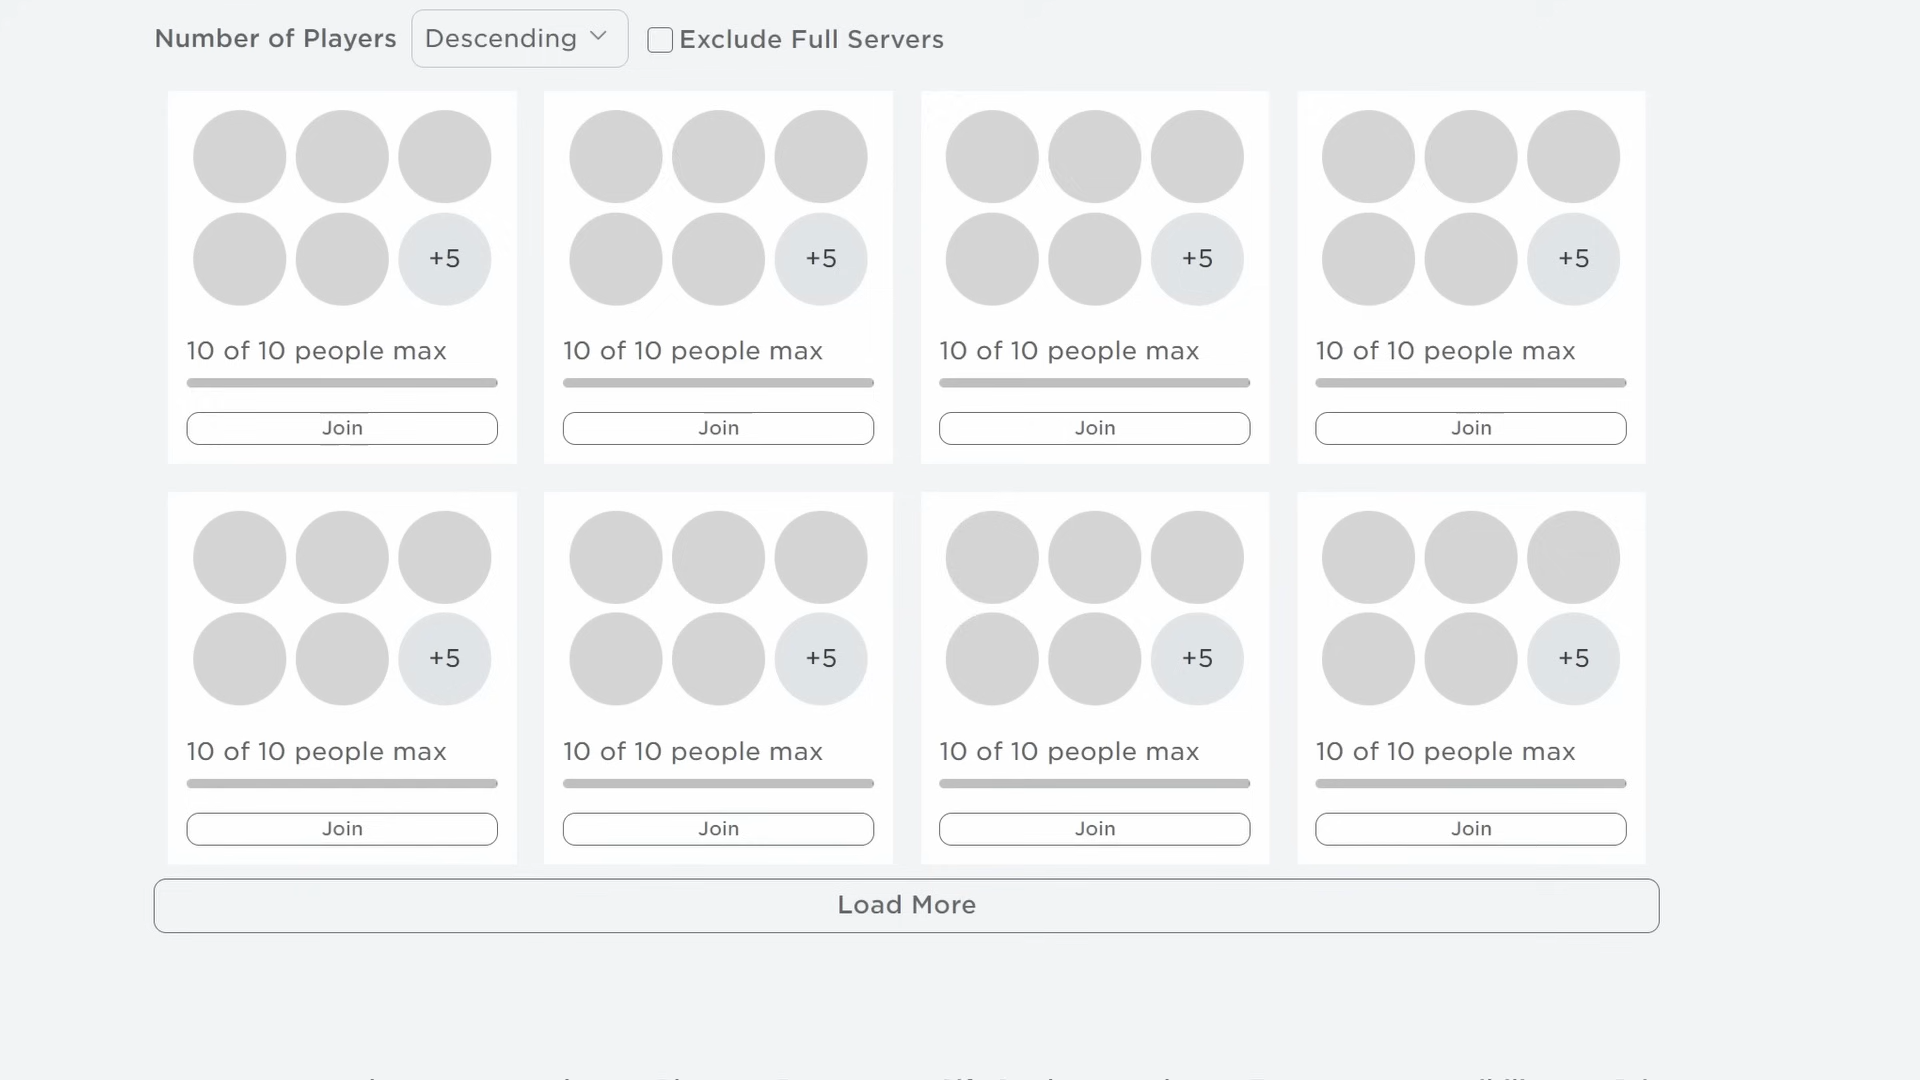 Number of Players Descending Exclude Full Servers
+5 +5 +5 +5
10 of 10 people max 10 of 10 people max 10 of 10 people max 10 of 10 people max
Join Join Join Join
+5 +5 +5 +5
10 of 10 people max 10 of 10 people max 10 of 10 people max 10 of 10 people max
Join Join Join Join
Load More